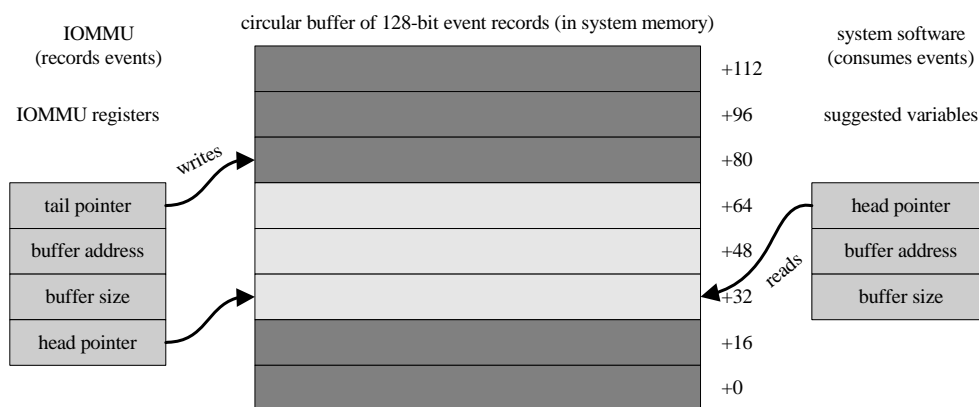 circular buffer of 128-bit event records (in system memory)
IOMMU
(records events)
system software
(consumes events)
IOMMU registers
suggested variables
+112
+96
+80
+64
+48
+32
+16
+0
writes
reads
tail pointer
buffer address
buffer size
head pointer
head pointer
buffer address
buffer size